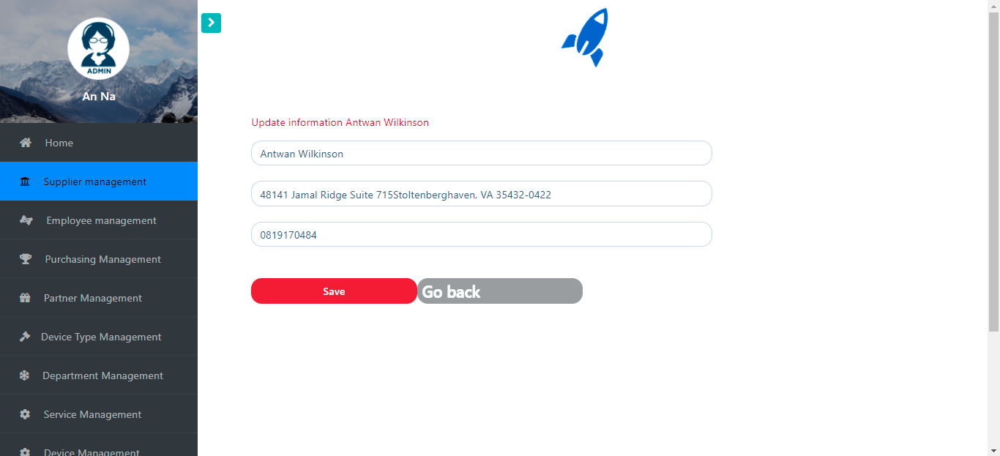 ADMIN
An Na
Home
Supplier management
Employee management
Purchasing Management
Partner Management
Device Type Management
Department Management
Service Management
Device Management
Update information Antwan Wilkinson
Antwan Wilkinson
48141 Jamal Ridge Suite 715Stoltenberghaven, VA 35432-0422
0819170484
Save
Go back